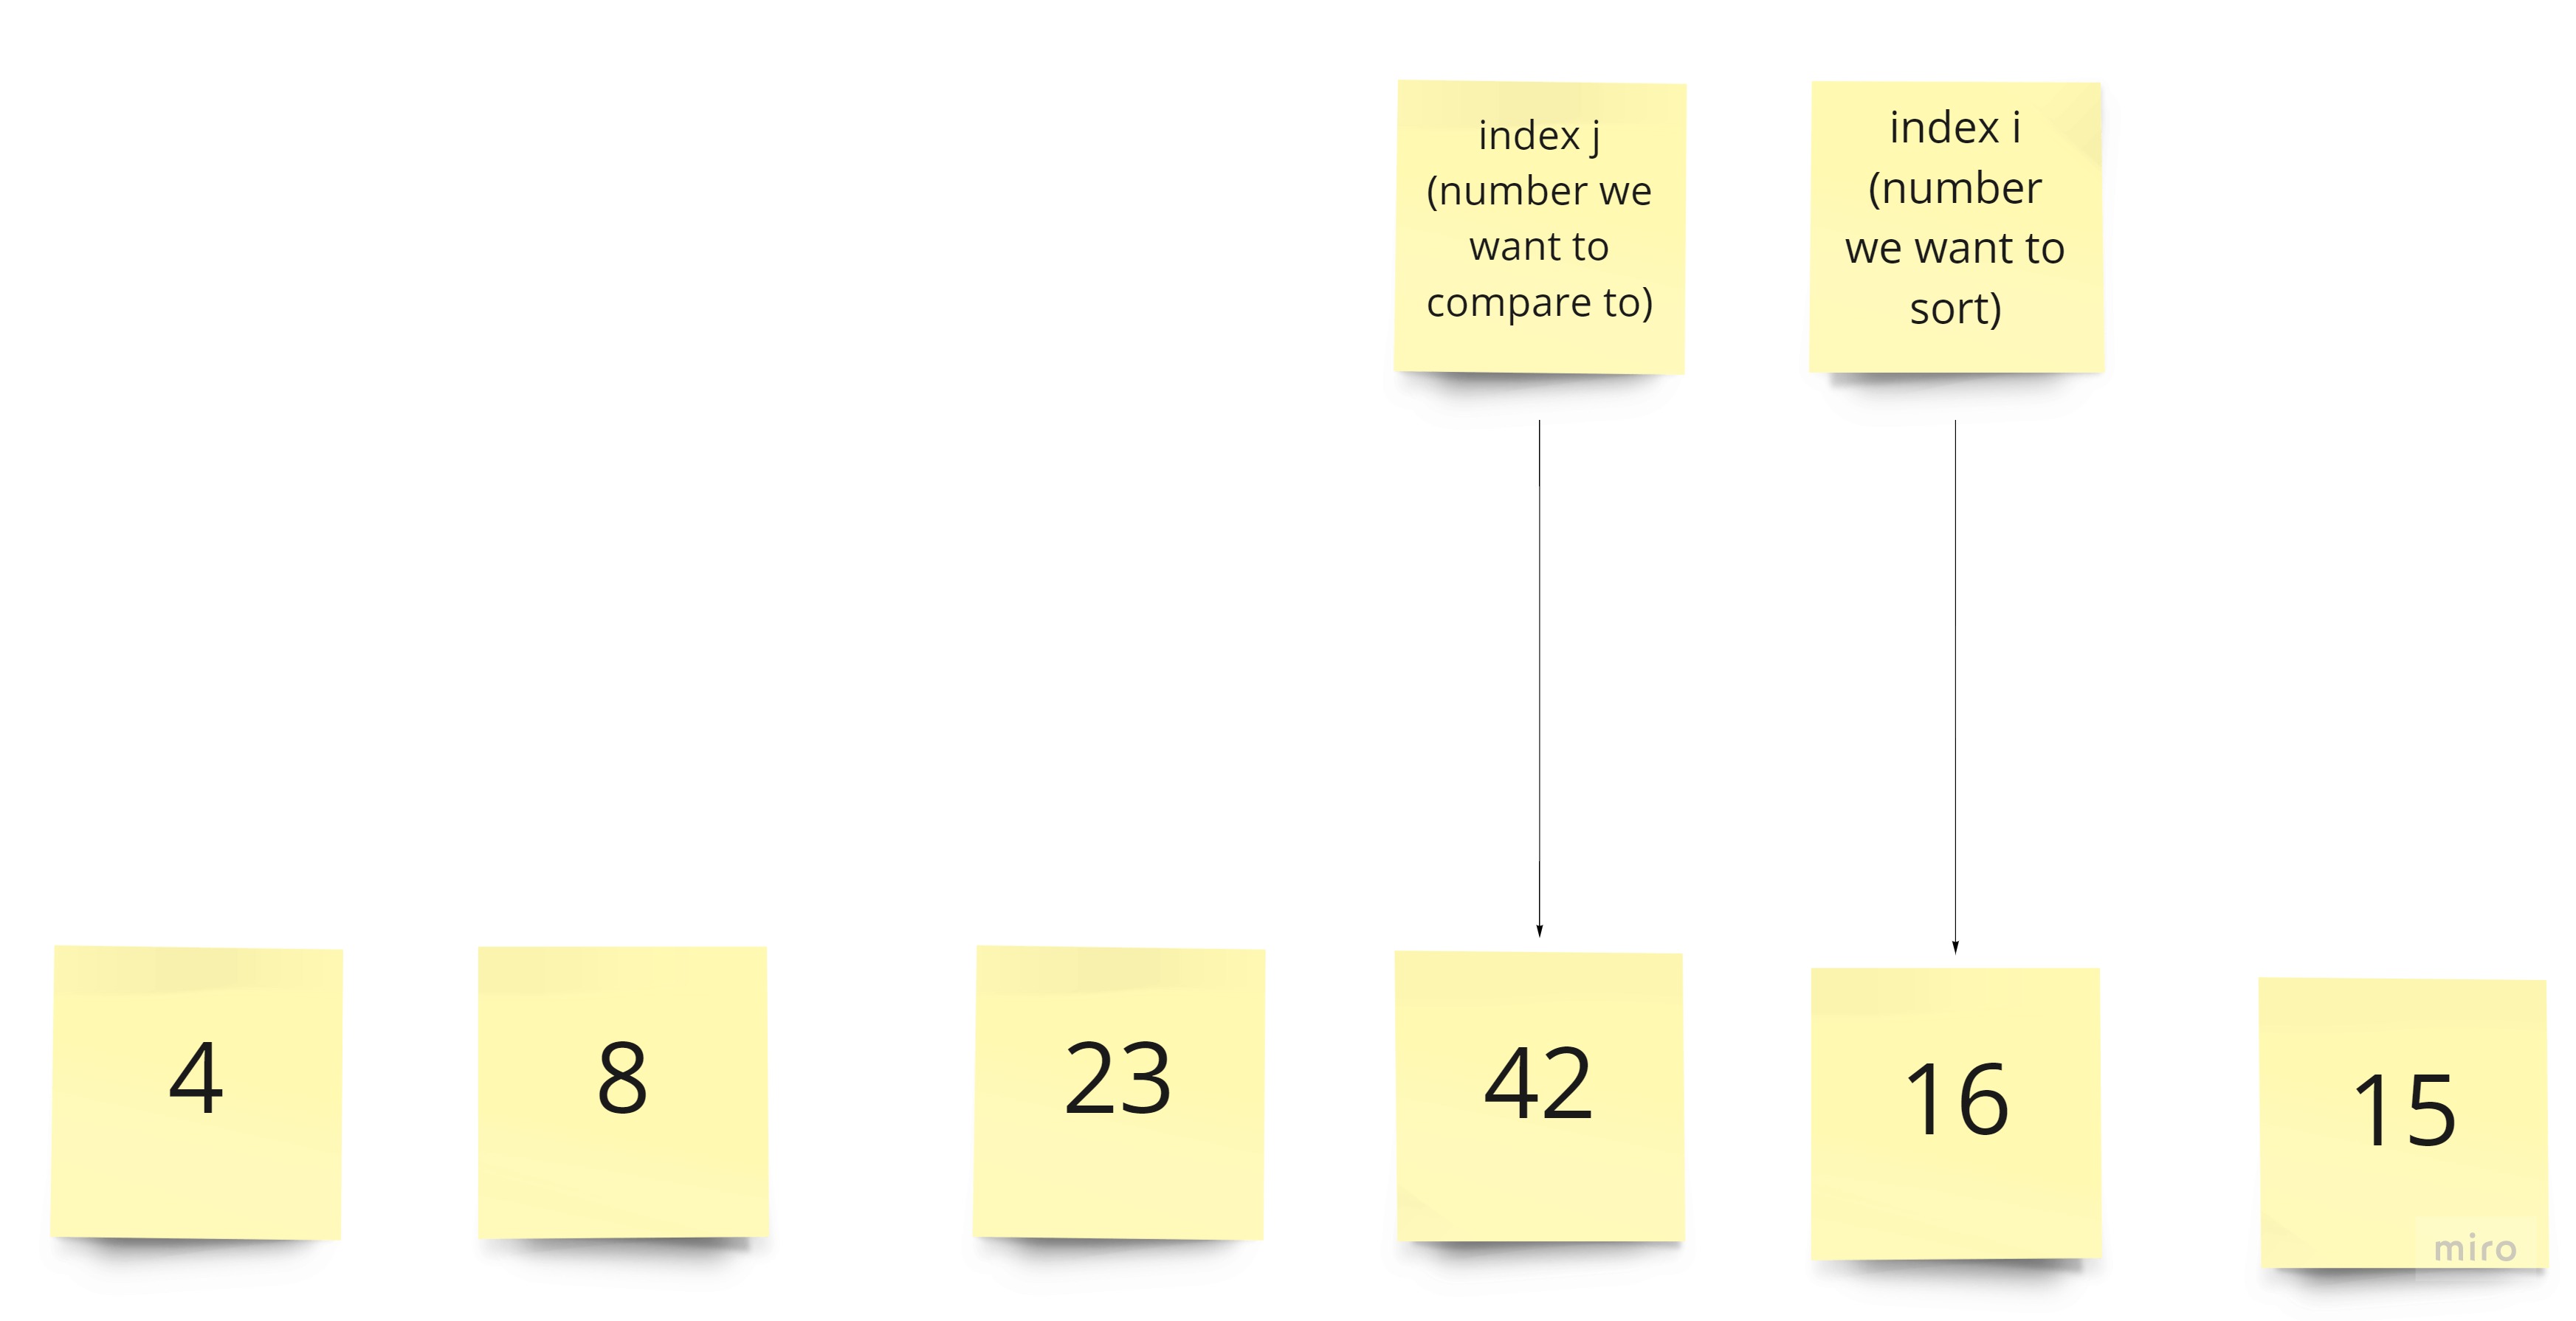 index j
(number we
want to
compare to)
index i
(number
we want to
sort)
4
8
23
42
16
15
miro